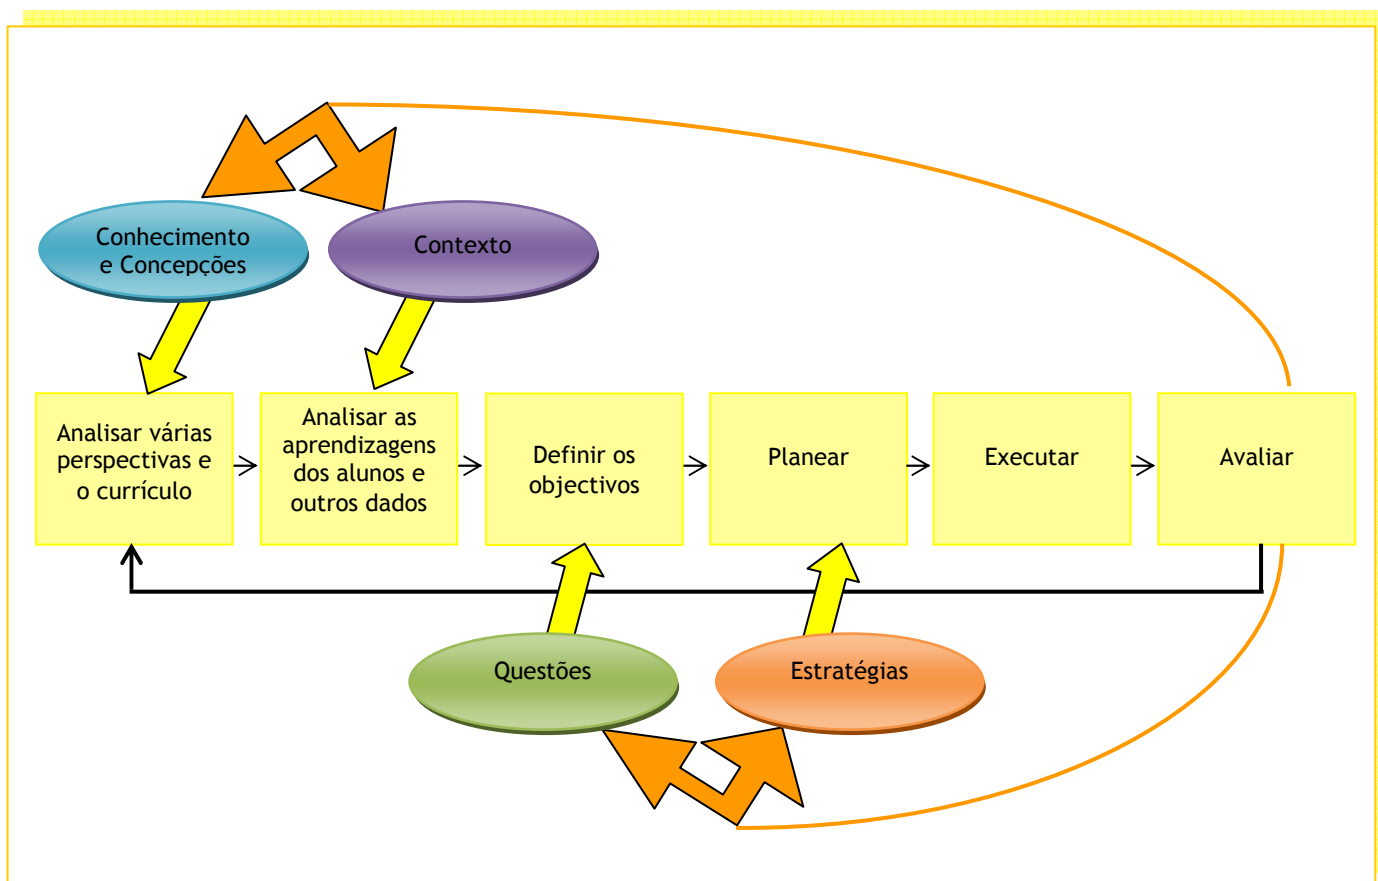 Conhecimento
e Concepções
Contexto
Analisar várias
perspectivas e
o currículo
Analisar as
aprendizagens
dos alunos e
outros dados
Definir os
objectivos
Planear
Executar
Avaliar
Questões
Estratégias